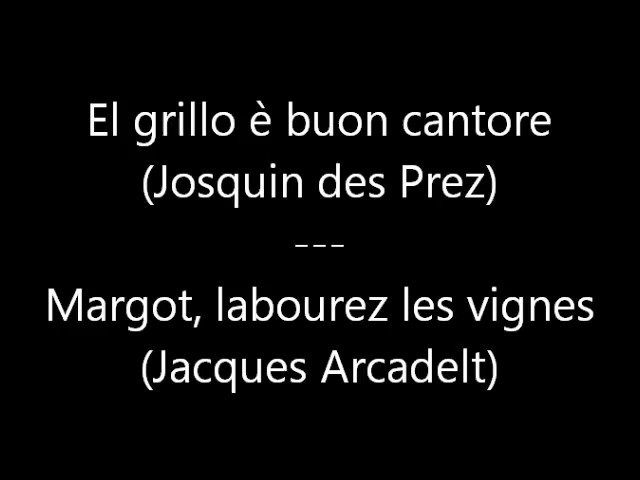 El grillo è buon cantore
(Josquin des Prez)
---
Margot, labourez les vignes
(Jacques Arcadelt)